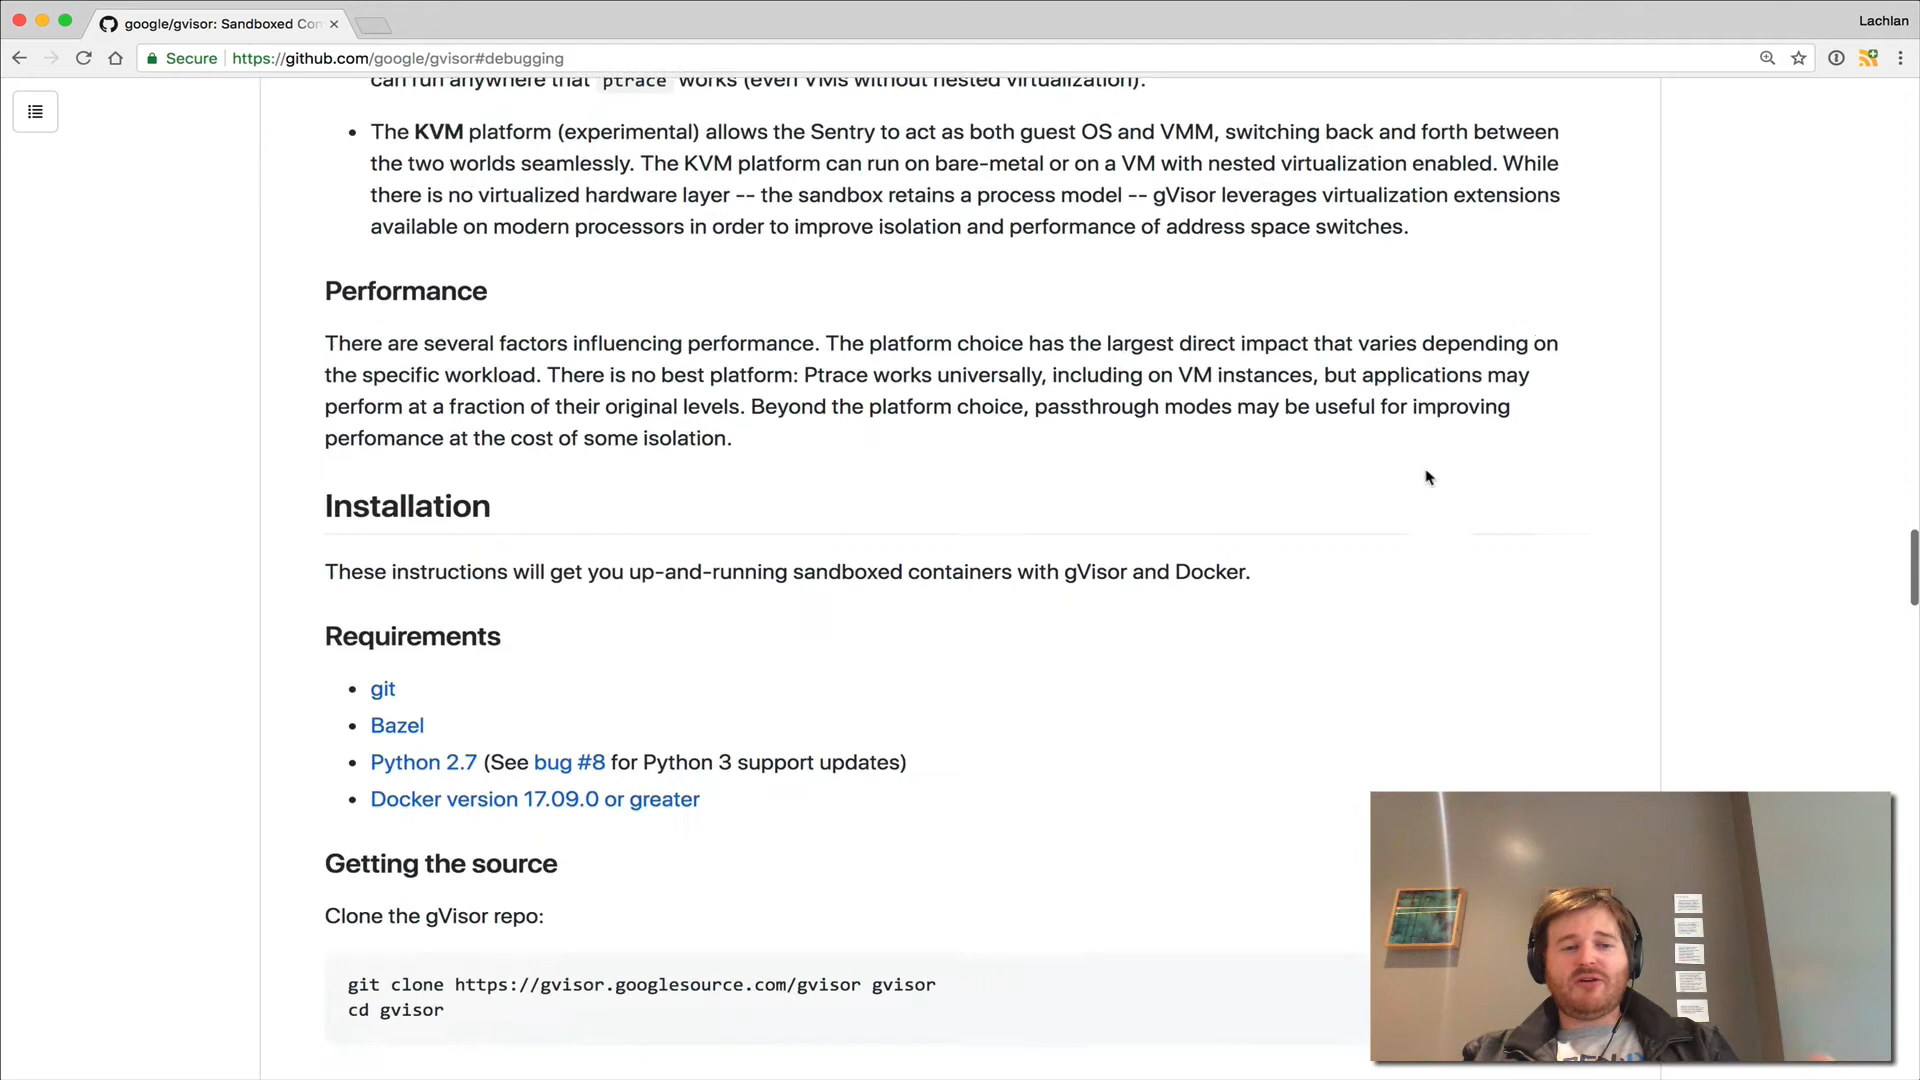 google/gvisor: Sandboxed Con
Lachlan
Secure
https://github.com/google/gvisor#debugging
can run anywhere that ptrace works (even VMs without nested virtualization).
The KVM platform (experimental) allows the Sentry to act as both guest OS and VMM, switching back and forth between
the two worlds seamlessly. The KVM platform can run on bare-metal or on a VM with nested virtualization enabled. While
there is no virtualized hardware layer -- the sandbox retains a process model -- gVisor leverages virtualization extensions
available on modern processors in order to improve isolation and performance of address space switches.
Performance
There are several factors influencing performance. The platform choice has the largest direct impact that varies depending on
the specific workload. There is no best platform: Ptrace works universally, including on VM instances, but applications may
perform at a fraction of their original levels. Beyond the platform choice, passthrough modes may be useful for improving
perfomance at the cost of some isolation.
Installation
These instructions will get you up-and-running sandboxed containers with gVisor and Docker.
Requirements
git
Bazel
Python 2.7 (See bug #8 for Python 3 support updates)
Docker version 17.09.0 or greater
Getting the source
Clone the gVisor repo:
git clone https://gvisor.googlesource.com/gvisor gvisor
cd gvisor